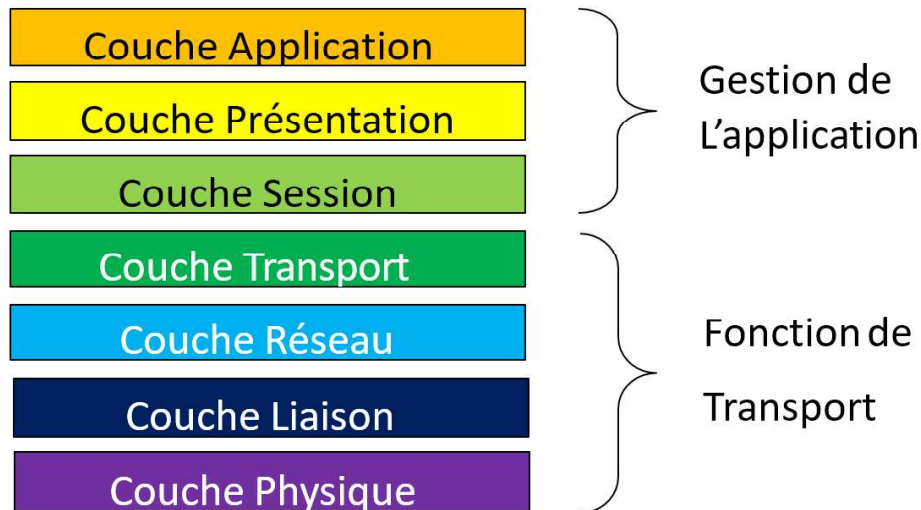 Couche Application
Couche Présentation
Couche Session
Couche Transport
Couche Réseau
Couche Liaison
Couche Physique
Gestion de
L'application
Fonction de
Transport